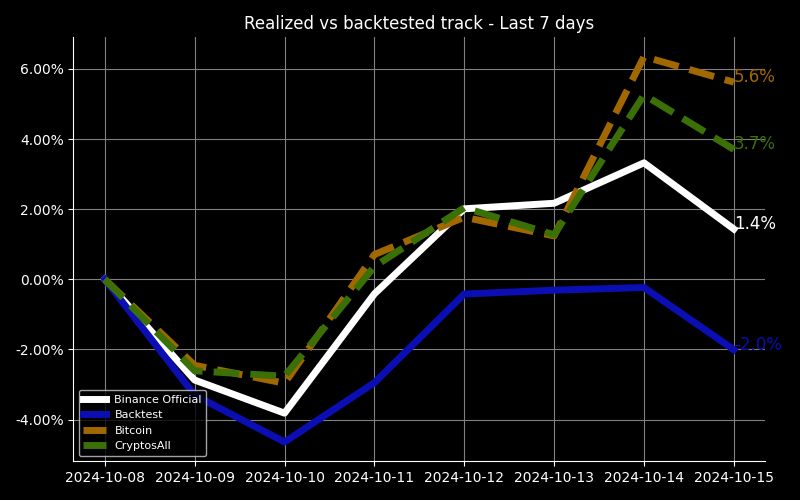 Realized vs backtested track - Last 7 days
6.00%
4.00%
2.00%
0.00%
-2.00%
-4.00%
5.6%
3.7%
1.4%
-2.0%
Binance Official
Backtest
Bitcoin
CryptosAll
2024-10-08 2024-10-09 2024-10-10 2024-10-11 2024-10-12 2024-10-13 2024-10-14 2024-10-15